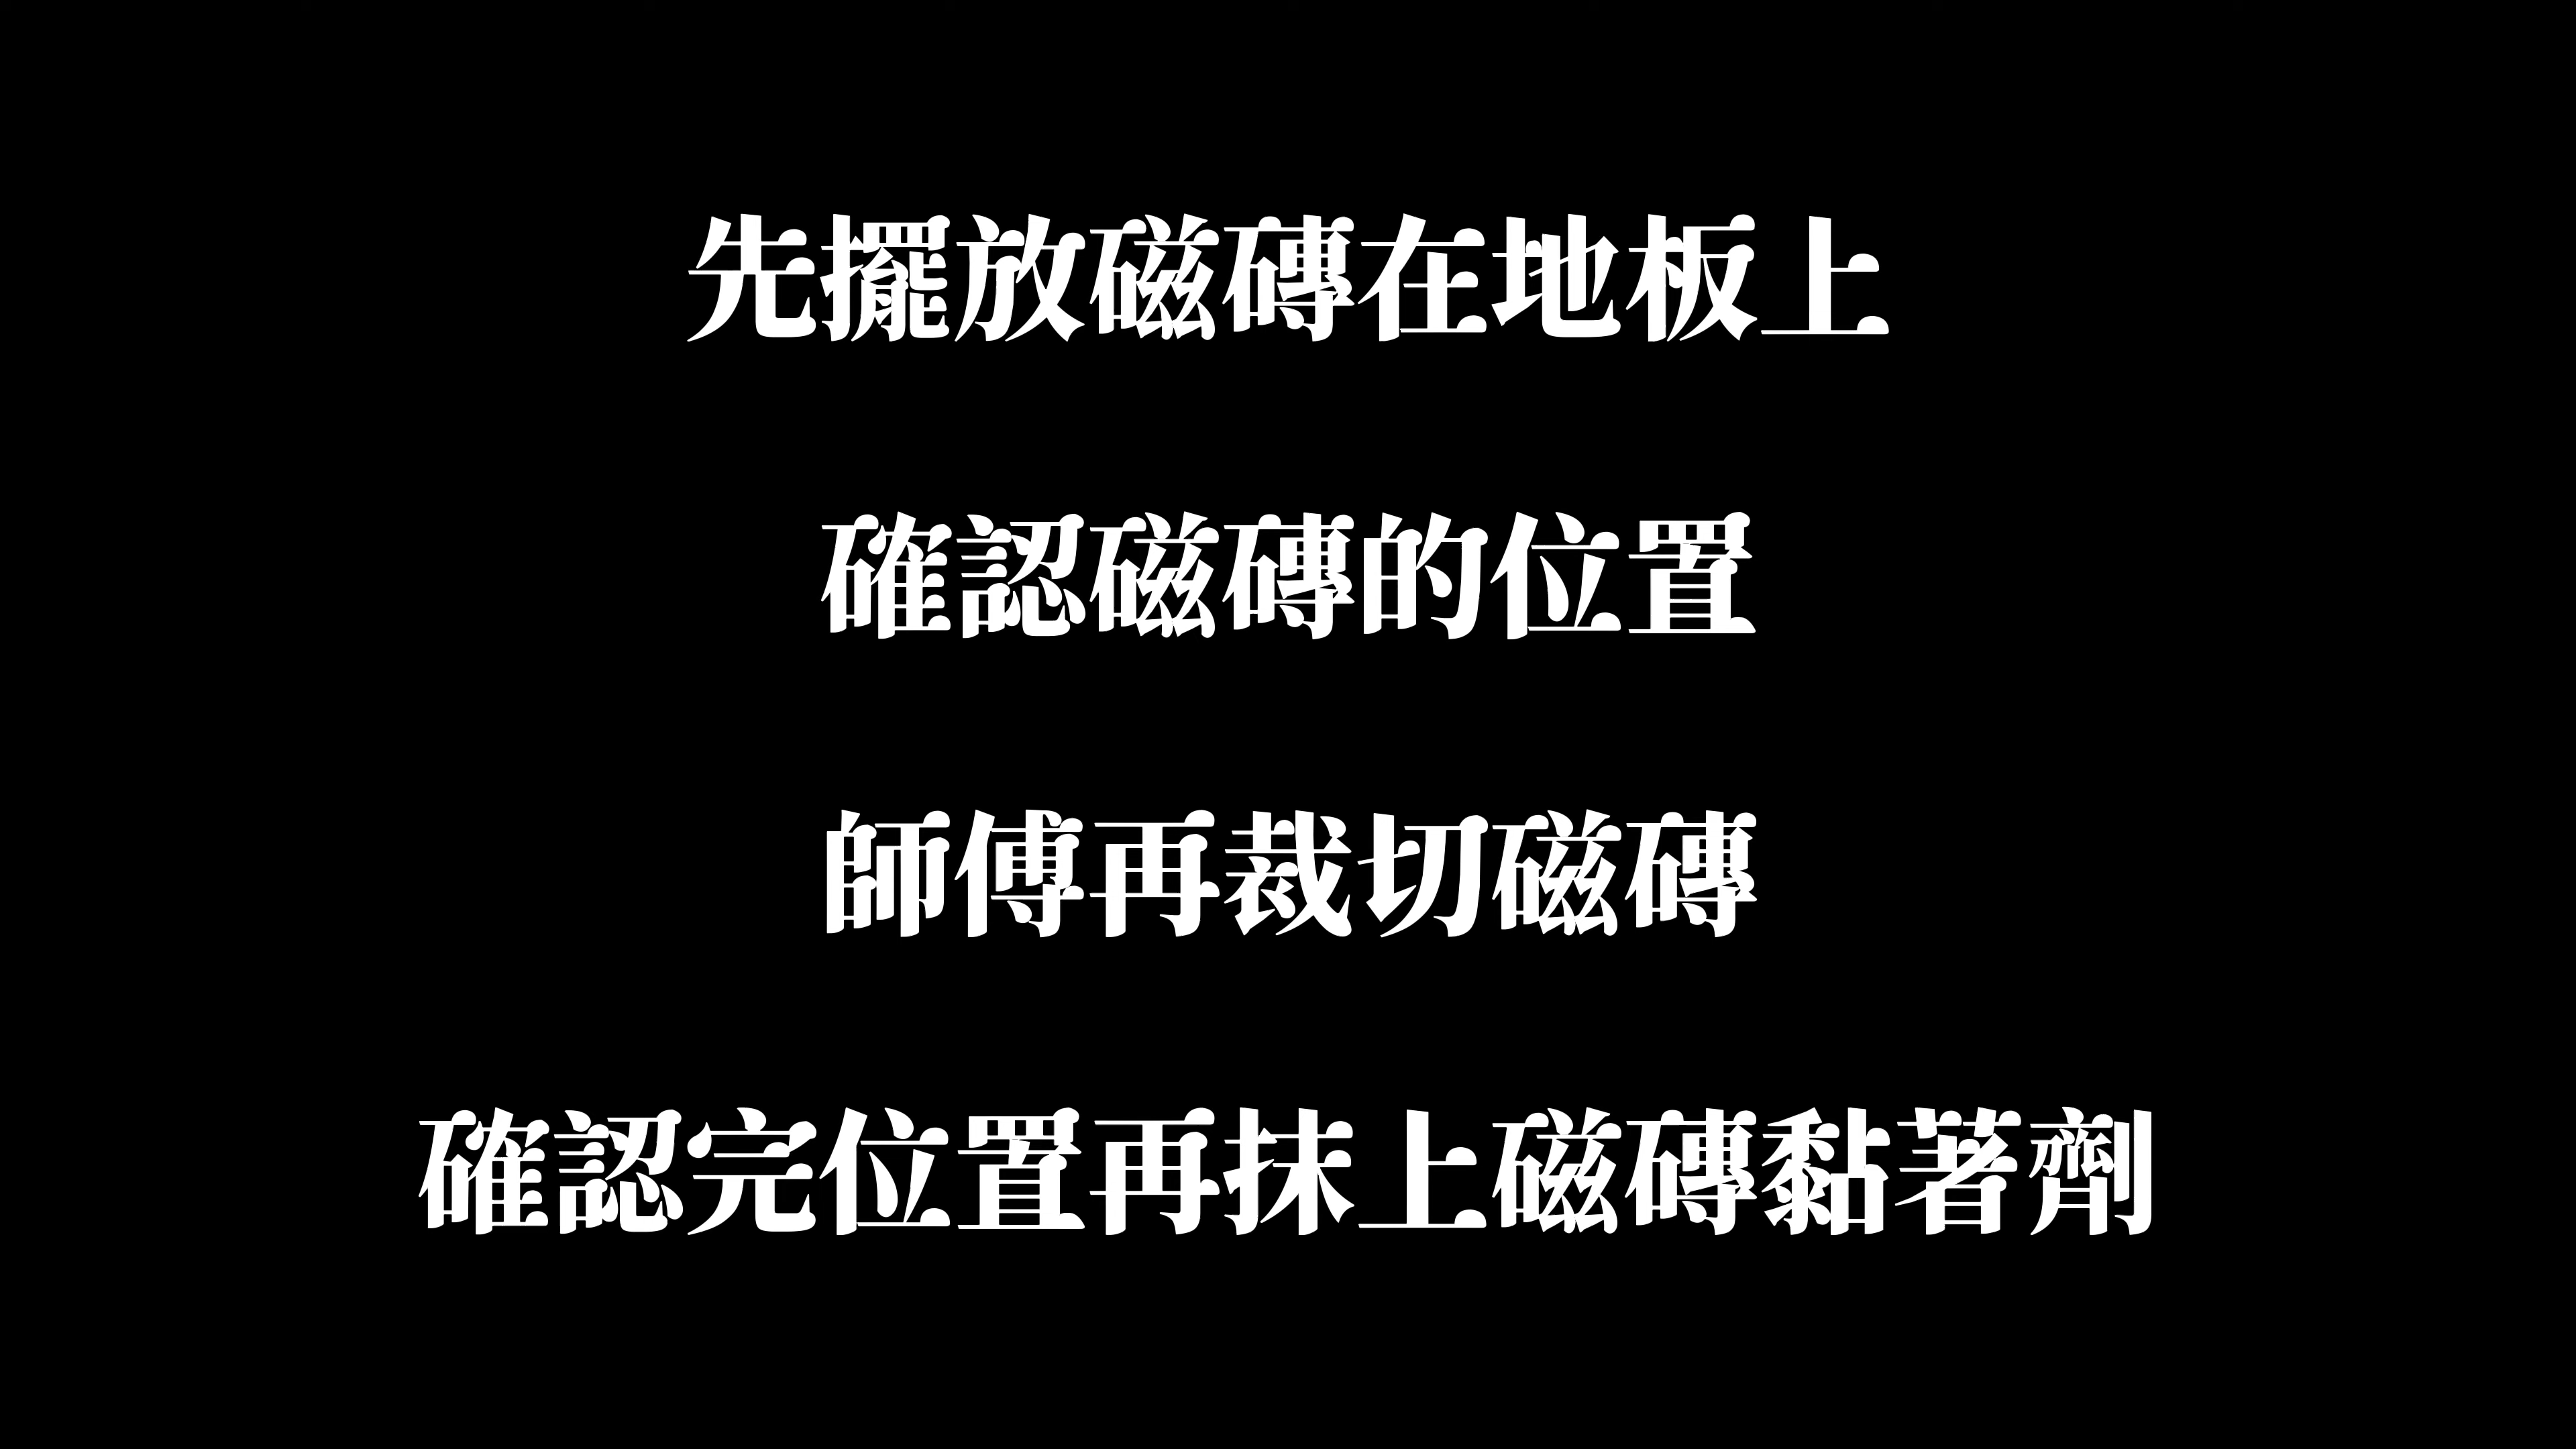 先擺放磁磚在地板上
確認磁磚的位置
師傅再裁切磁磚
確認完位置再抹上磁磚黏著劑